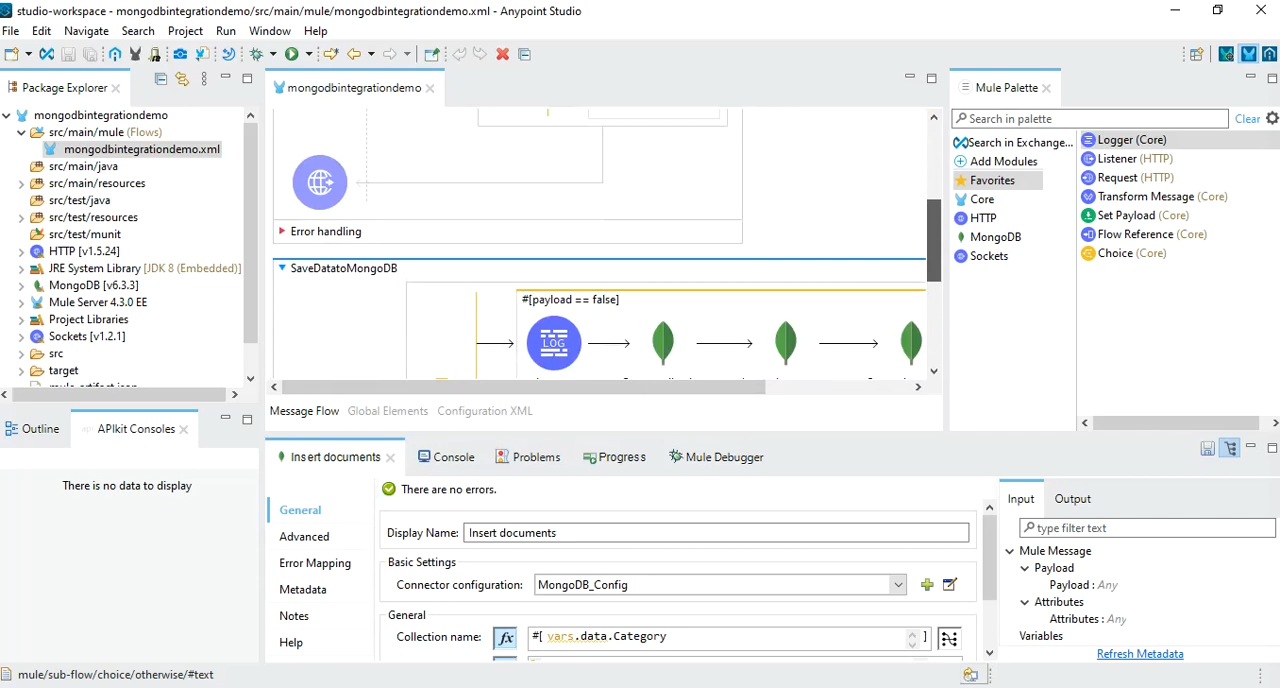 studio-workspace - mongodbintegrationdemo/src/main/mule/mongodbintegrationdemo.xml - Anypoint Studio
File Edit Navigate Search Project Run Window Help
Package Explorer
mongodbintegrationdemo
src/main/mule (Flows)
mongodbintegrationdemo.xml
src/main/java
src/main/resources
src/test/java
src/test/resources
src/test/munit
HTTP [v1.5.24]
JRE System Library [JDK 8 (Embedded)]
MongoDB [v6.3.3]
Mule Server 4.3.0 EE
Project Libraries
Sockets [v1.2.1]
src
target
mule-artifact.json
Outline
APIkit Consoles
There is no data to display
mongodbintegrationdemo
Error handling
SaveDatatoMongoDB
#[payload == false]
LOG
Message Flow Global Elements Configuration XML
Mule Palette
Search in palette
Clear
Search in Exchange...
Add Modules
Favorites
Core
HTTP
MongoDB
Sockets
Logger (Core)
Listener (HTTP)
Request (HTTP)
Transform Message (Core)
Set Payload (Core)
Flow Reference (Core)
Choice (Core)
Insert documents
Console
Problems
Progress
Mule Debugger
General
Advanced
Error Mapping
Metadata
Notes
Help
There are no errors.
Display Name: Insert documents
Basic Settings
Connector configuration: MongoDB_Config
General
Collection name: fx #[ vars.data.Category ]
Input
Output
type filter text
Mule Message
Payload
Payload : Any
Attributes
Attributes : Any
Variables
Refresh Metadata
mule/sub-flow/choice/otherwise/#text